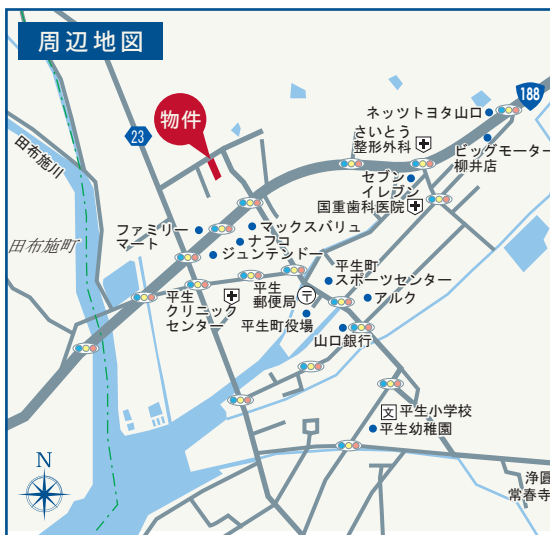 周辺地図
188
ネッツトヨタ山口
物件
23
さいとう
整形外科
ビッグモーター
柳井店
田布施川
セブン
イレブン
国重歯科医院
ファミリー
マート
マックスバリュ
ナフコ
ジュンテンドー
田布施町
平生町
スポーツセンター
平生
クリニック
センター
平生
郵便局
〒
アルク
平生町役場
山口銀行
文
平生小学校
平生幼稚園
N
浄圓
常春寺